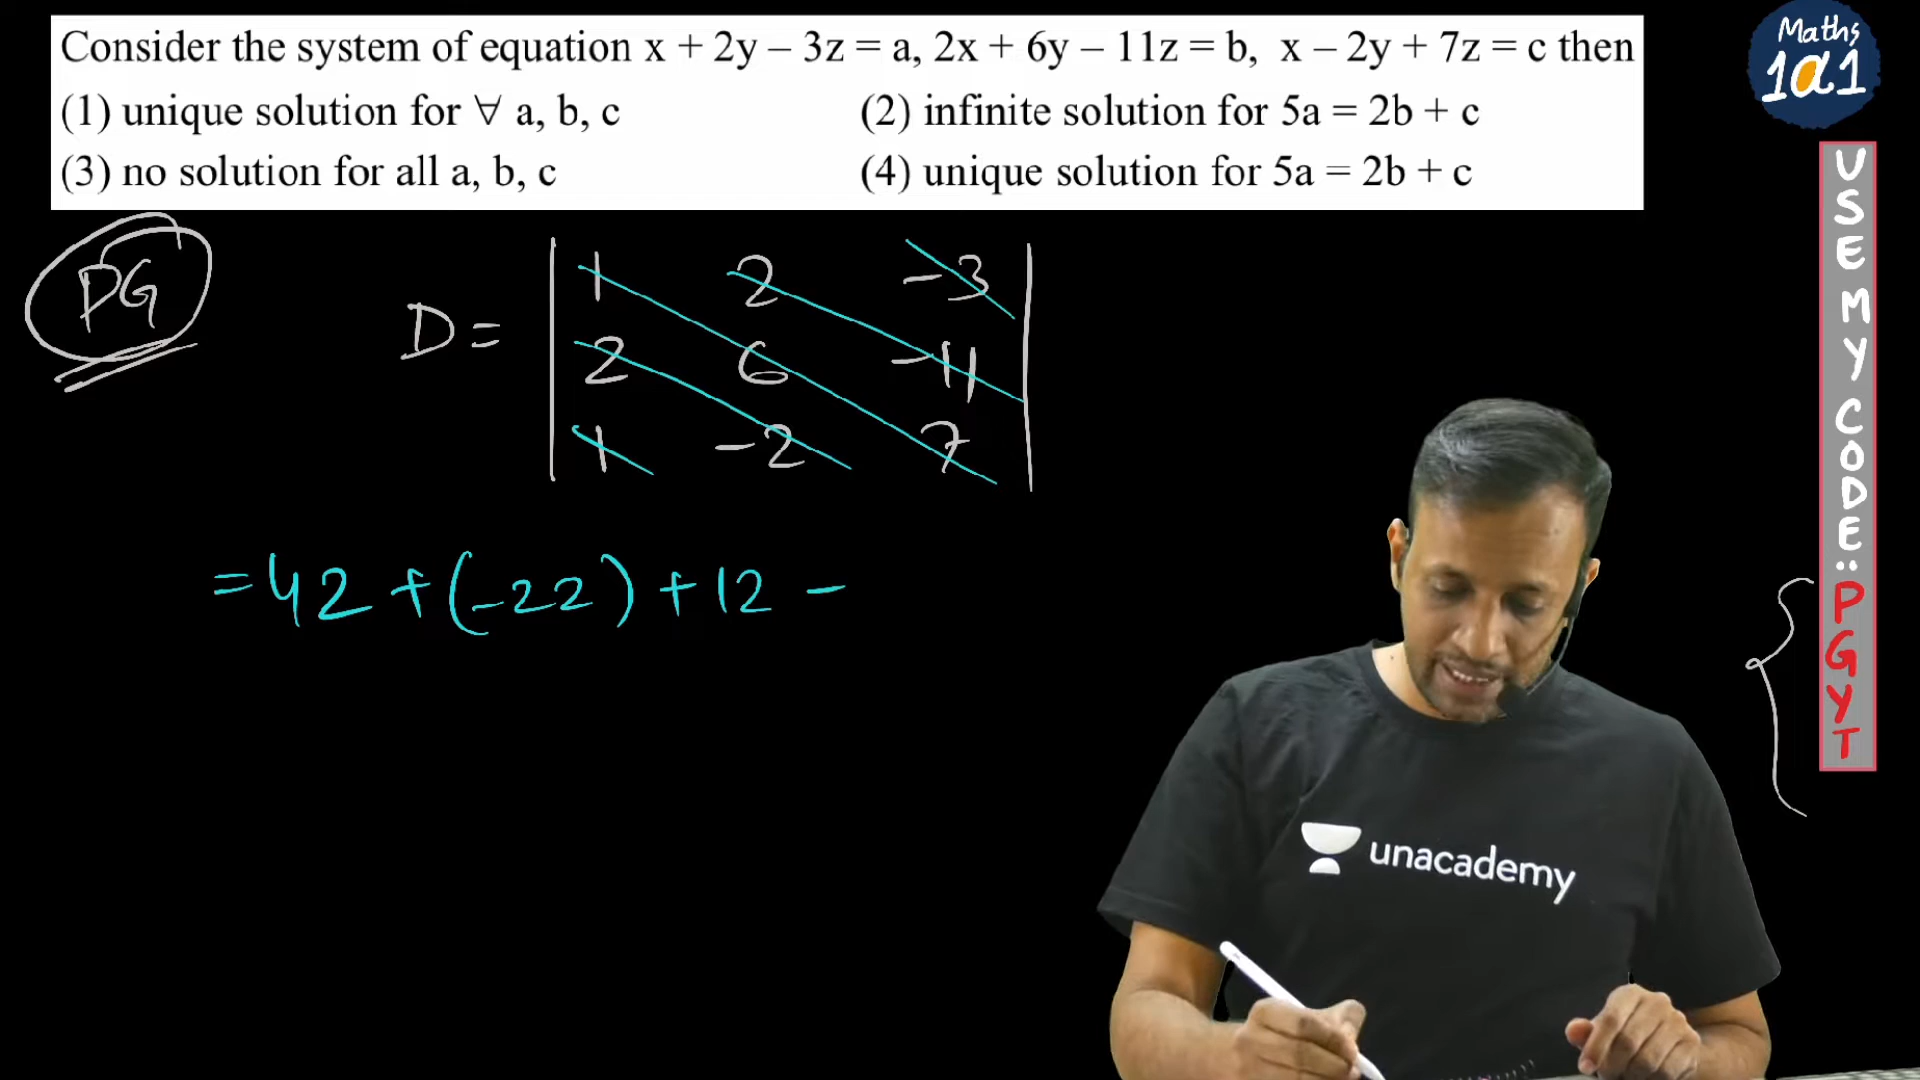 Consider the system of equation x + 2y – 3z = a, 2x + 6y – 11z = b, x – 2y + 7z = c then
(1) unique solution for ∀ a, b, c (2) infinite solution for 5a = 2b + c
(3) no solution for all a, b, c (4) unique solution for 5a = 2b + c
Maths
1a1
USE MY CODE:: PGYT
PG
D =
1 2 -3
2 6 -11
1 -2 7
= 42 + (-22) + 12 -
unacademy